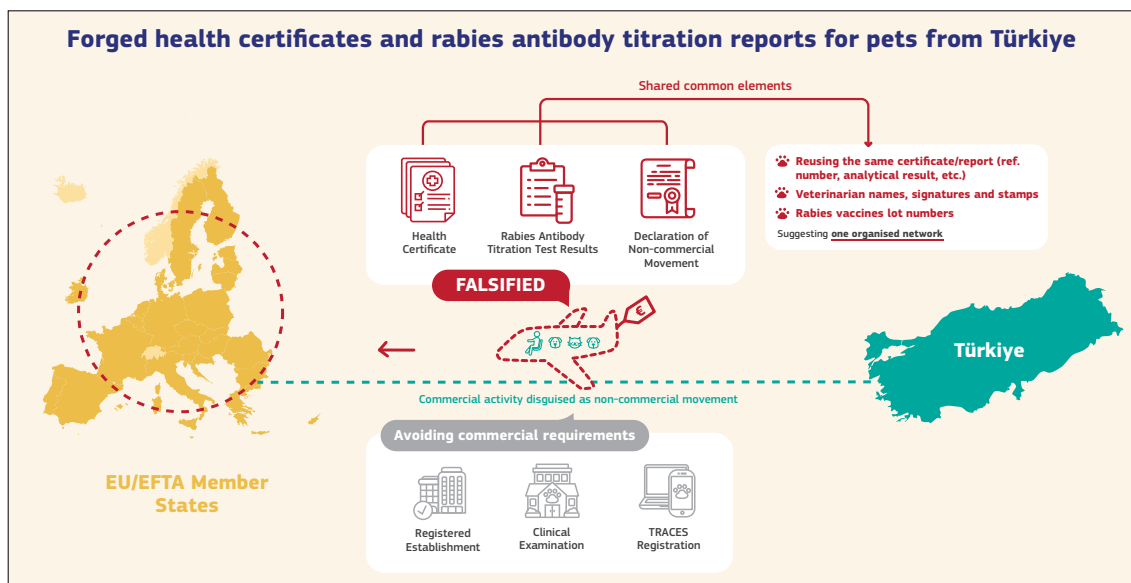 Forged health certificates and rabies antibody titration reports for pets from Türkiye
Shared common elements
Health
Certificate
Rabies Antibody
Titration Test Results
Declaration of
Non-commercial
Movement
Reusing the same certificate/report (ref.
number, analytical result, etc.)
Veterinarian names, signatures and stamps
Rabies vaccines lot numbers
Suggesting one organised network
FALSIFIED
€
Türkiye
Commercial activity disguised as non-commercial movement
Avoiding commercial requirements
EU/EFTA Member
States
Registered
Establishment
Clinical
Examination
TRACES
Registration